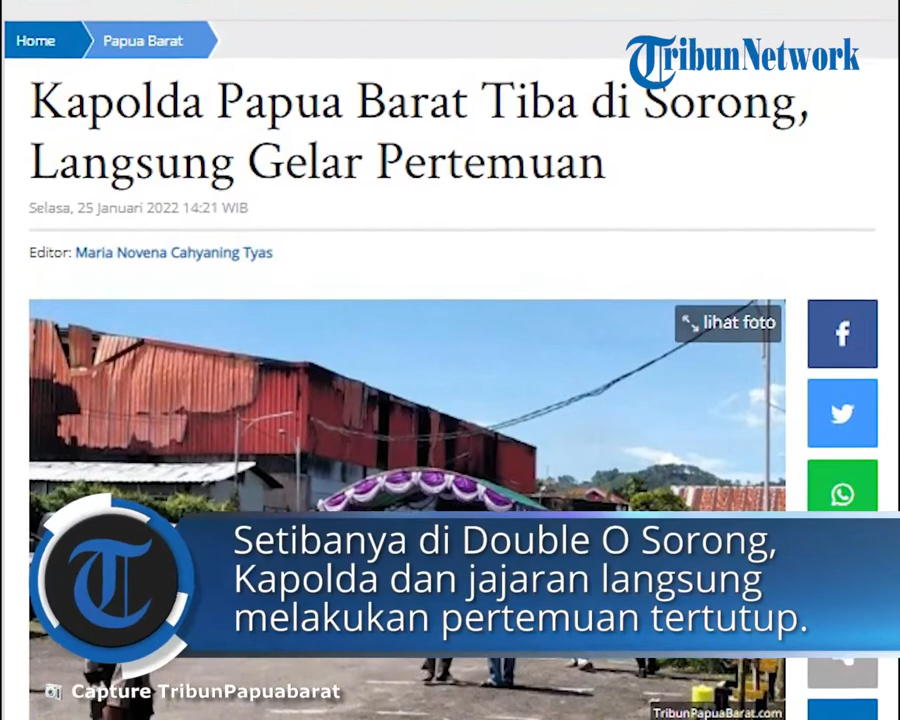 Home
Papua Barat
TribunNetwork
Kapolda Papua Barat Tiba di Sorong,
Langsung Gelar Pertemuan
Selasa, 25 Januari 2022 14:21 WIB
Editor: Maria Novena Cahyaning Tyas
lihat foto
Setibanya di Double O Sorong,
Kapolda dan jajaran langsung
melakukan pertemuan tertutup.
Capture TribunPapuabarat
TribunPapuaBarat.com